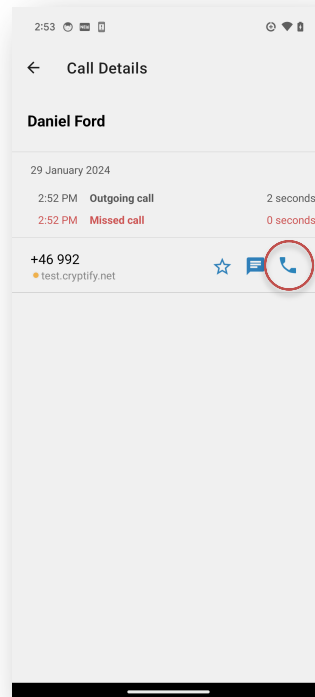 2:53
Call Details
Daniel Ford
29 January 2024
2:52 PM Outgoing call 2 seconds
2:52 PM Missed call 0 seconds
+46 992
test.cryptify.net